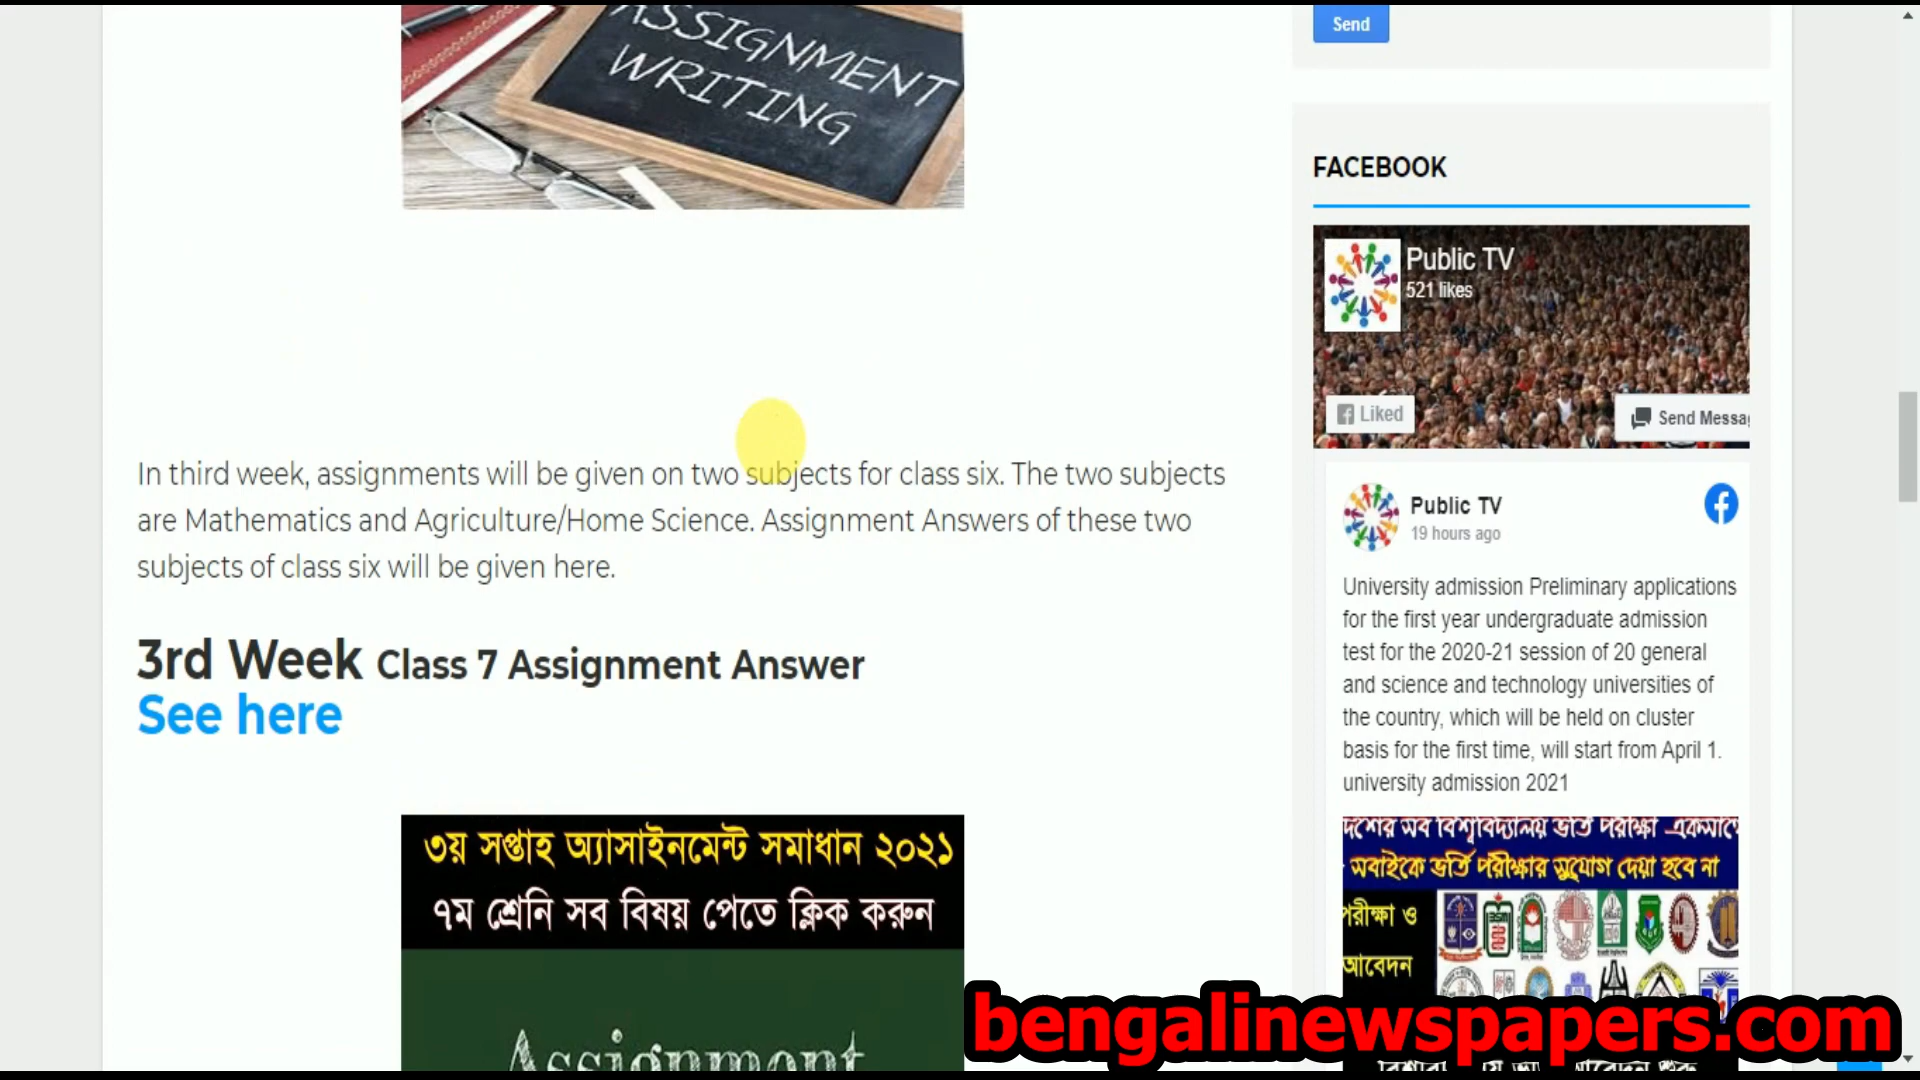 ASSIGNMENT
WRITING
In third week, assignments will be given on two subjects for class six. The two subjects
are Mathematics and Agriculture/Home Science. Assignment Answers of these two
subjects of class six will be given here.
3rd Week Class 7 Assignment Answer
See here
৩য় সপ্তাহ অ্যাসাইনমেন্ট সমাধান ২০২১
৭ম শ্রেনি সব বিষয় পেতে ক্লিক করুন
Assignment
Send
FACEBOOK
Public TV
521 likes
Liked
Send Messa
Public TV
19 hours ago
University admission Preliminary applications
for the first year undergraduate admission
test for the 2020-21 session of 20 general
and science and technology universities of
the country, which will be held on cluster
basis for the first time, will start from April 1.
university admission 2021
সব বিশ্ববিদ্যালয় ভর্তি পরীক্ষা
সবাইকে ভর্তি পরীক্ষার সুযোগ দেয়া হবে না
পরীক্ষা ও
আবেদন
bengalinewspapers.com